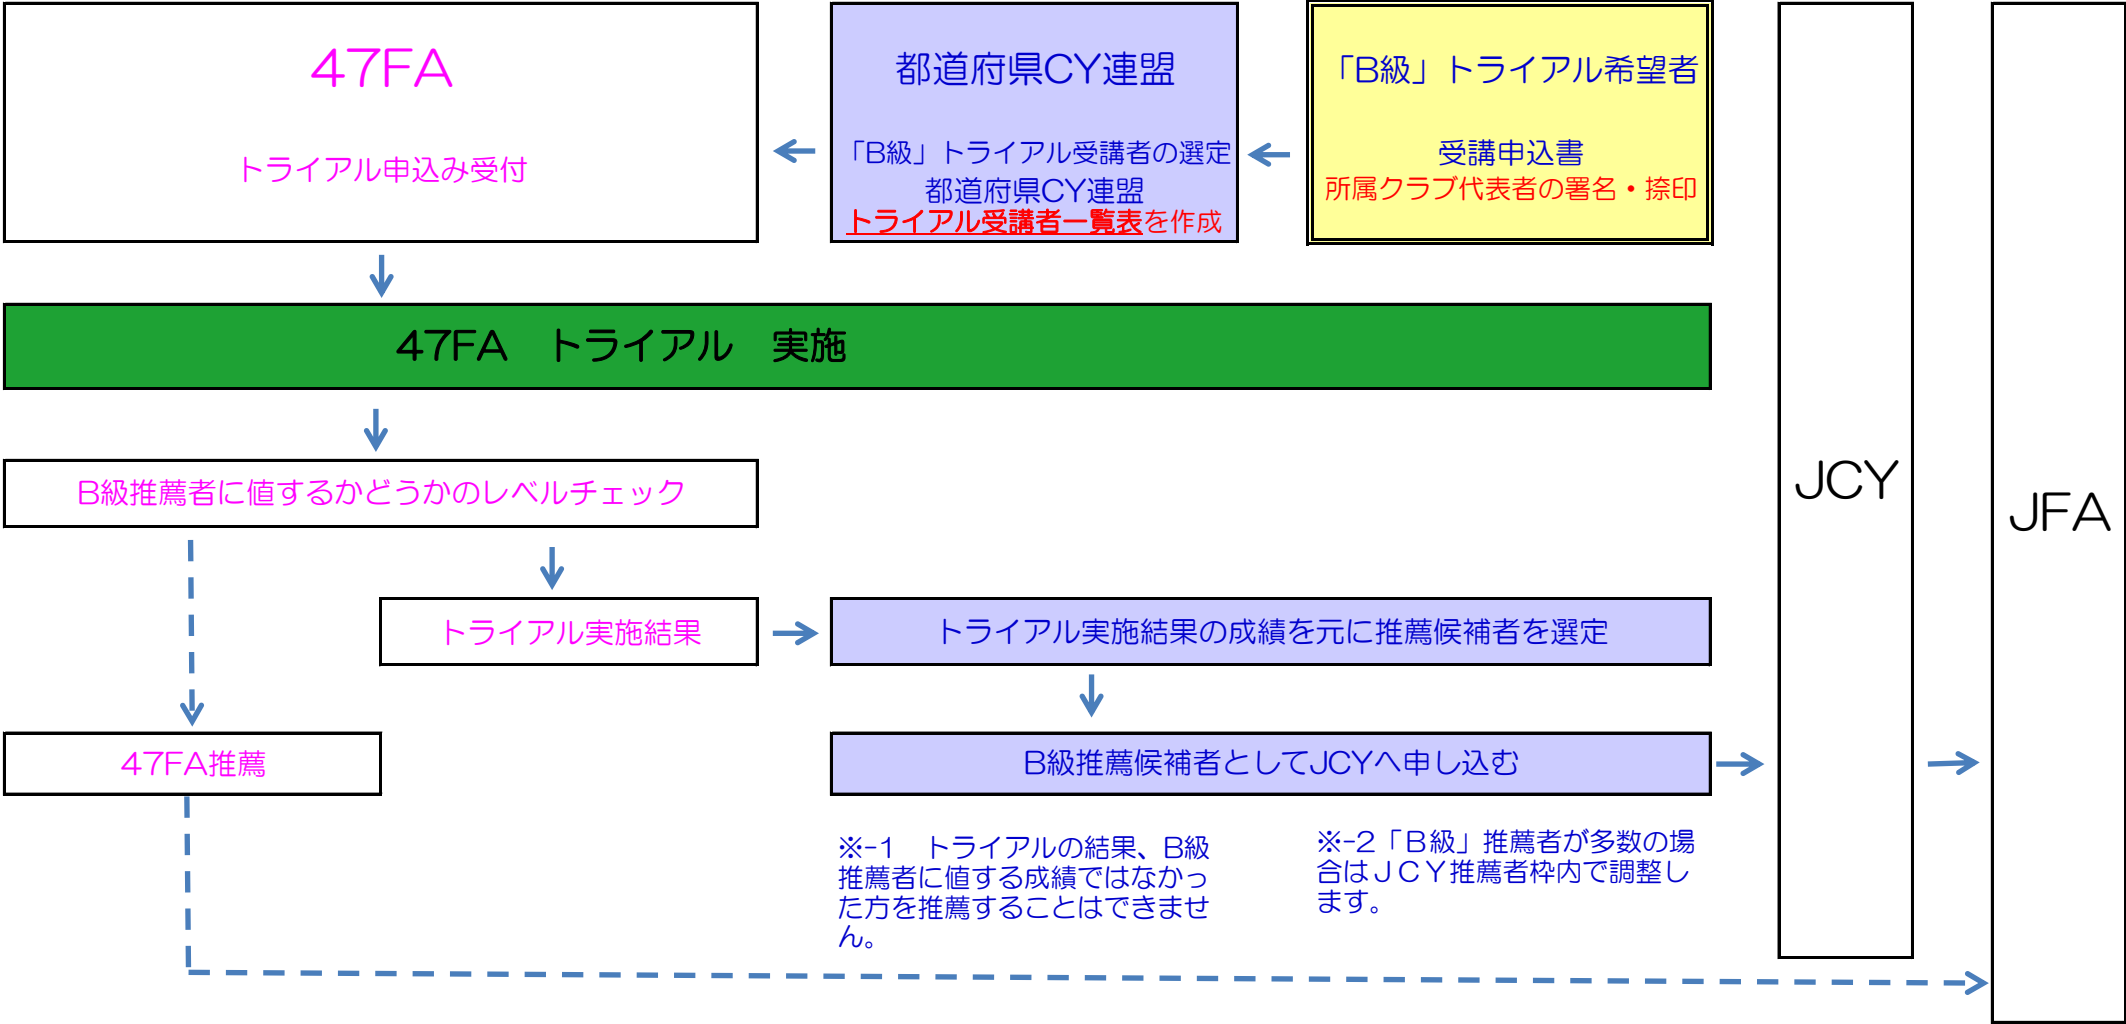 47FA
トライアル申込み受付
都道府県CY連盟
「B級」トライアル受講者の選定
都道府県CY連盟
トライアル受講者一覧表を作成
「B級」トライアル希望者
受講申込書
所属クラブ代表者の署名・捺印
47FA　トライアル　実施
B級推薦者に値するかどうかのレベルチェック
トライアル実施結果
トライアル実施結果の成績を元に推薦候補者を選定
47FA推薦
B級推薦候補者としてJCYへ申し込む
※-1　トライアルの結果、B級
推薦者に値する成績ではなかっ
た方を推薦することはできませ
ん。
※-2「Ｂ級」推薦者が多数の場
合はＪＣＹ推薦者枠内で調整し
ます。
JCY
JFA